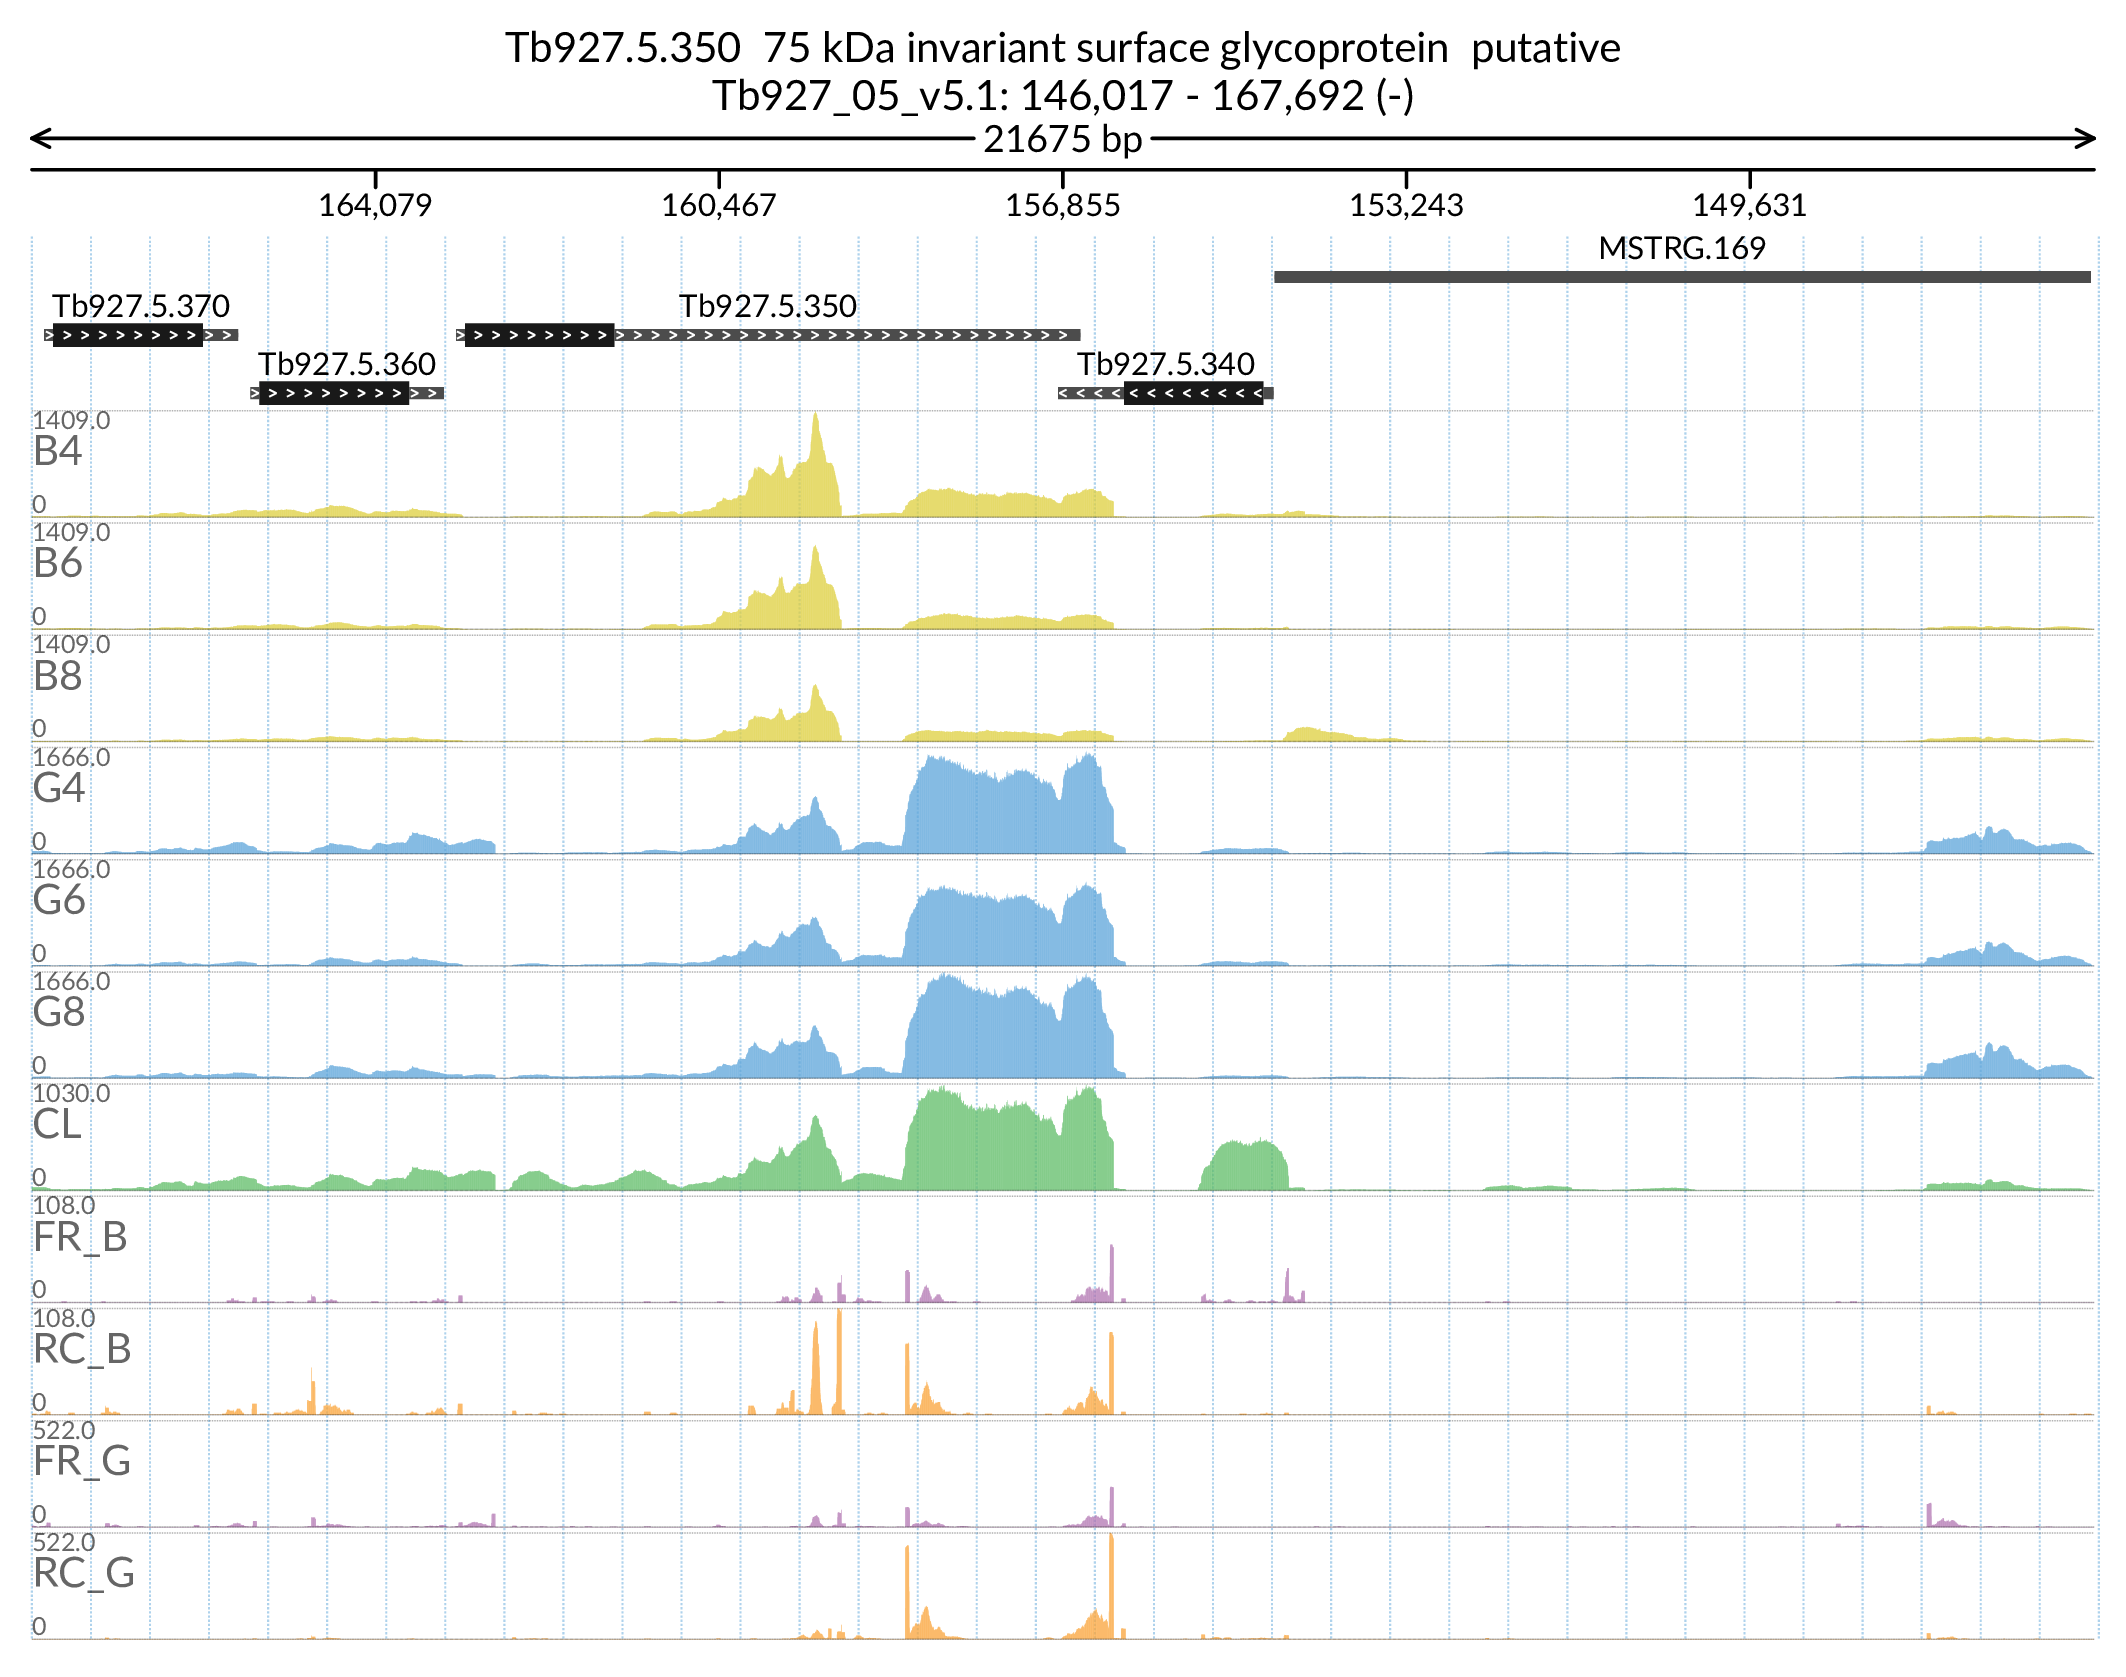 Tb927.5.350  75 kDa invariant surface glycoprotein  putative
Tb927_05_v5.1: 146,017 - 167,692 (-)
21675 bp
164,079 160,467 156,855 153,243 149,631
MSTRG.169
Tb927.5.370 Tb927.5.350
Tb927.5.360 Tb927.5.340
1409.0
B4
0
1409.0
B6
0
1409.0
B8
0
1666.0
G4
0
1666.0
G6
0
1666.0
G8
0
1030.0
CL
0
108.0
FR_B
0
108.0
RC_B
0
522.0
FR_G
0
522.0
RC_G
0